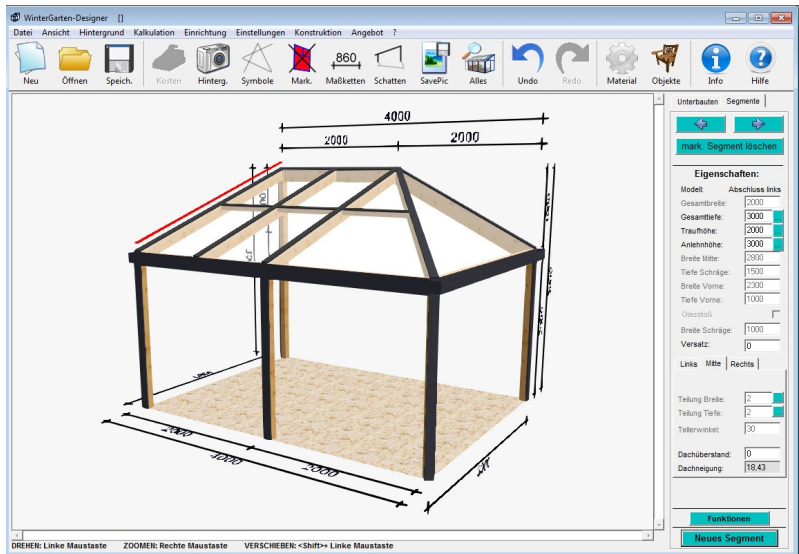 WinterGarten-Designer []
Datei Ansicht Hintergrund Kalkulation Einrichtung Einstellungen Konstruktion Angebot ?
860
Neu Öffnen Speich. Kosten Hinterg. Symbole Mark. Maßketten Schatten SavePic Alles Undo Redo Material Objekte Info Hilfe
Unterbauten Segmente
mark. Segment löschen
Eigenschaften:
Modell: Abschluss links
Gesamtbreite: 2000
Gesamttiefe: 3000
Traufhöhe: 2000
Anlehnhöhe: 3000
Breite Mitte: 2800
Tiefe Schräge: 1500
Breite Vorne: 2300
Tiefe Vorne: 1000
Glasstoß
Breite Schräge: 1000
Versatz: 0
Links Mitte Rechts
Teilung Breite: 2
Teilung Tiefe: 2
Tellerwinkel: 30
Dachüberstand: 0
Dachneigung: 18,43
Funktionen
Neues Segment
4000
2000 2000
2000
4000
2000
DREHEN: Linke Maustaste ZOOMEN: Rechte Maustaste VERSCHIEBEN: <Shift>+ Linke Maustaste